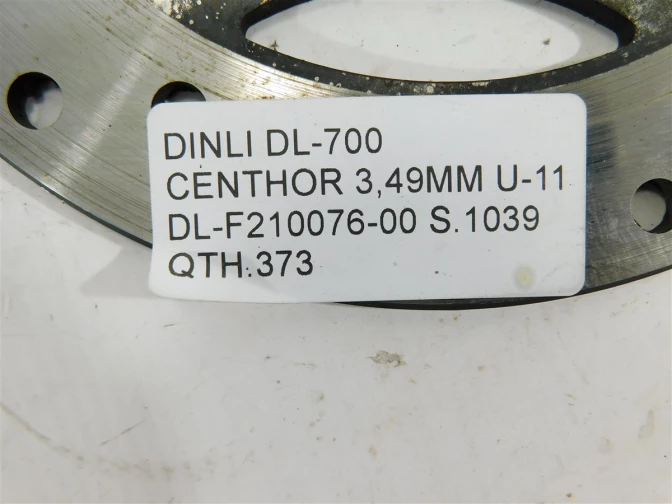 DINLI DL-700
CENTHOR 3,49MM U-11
DL-F210076-00 S.1039
QTH.373